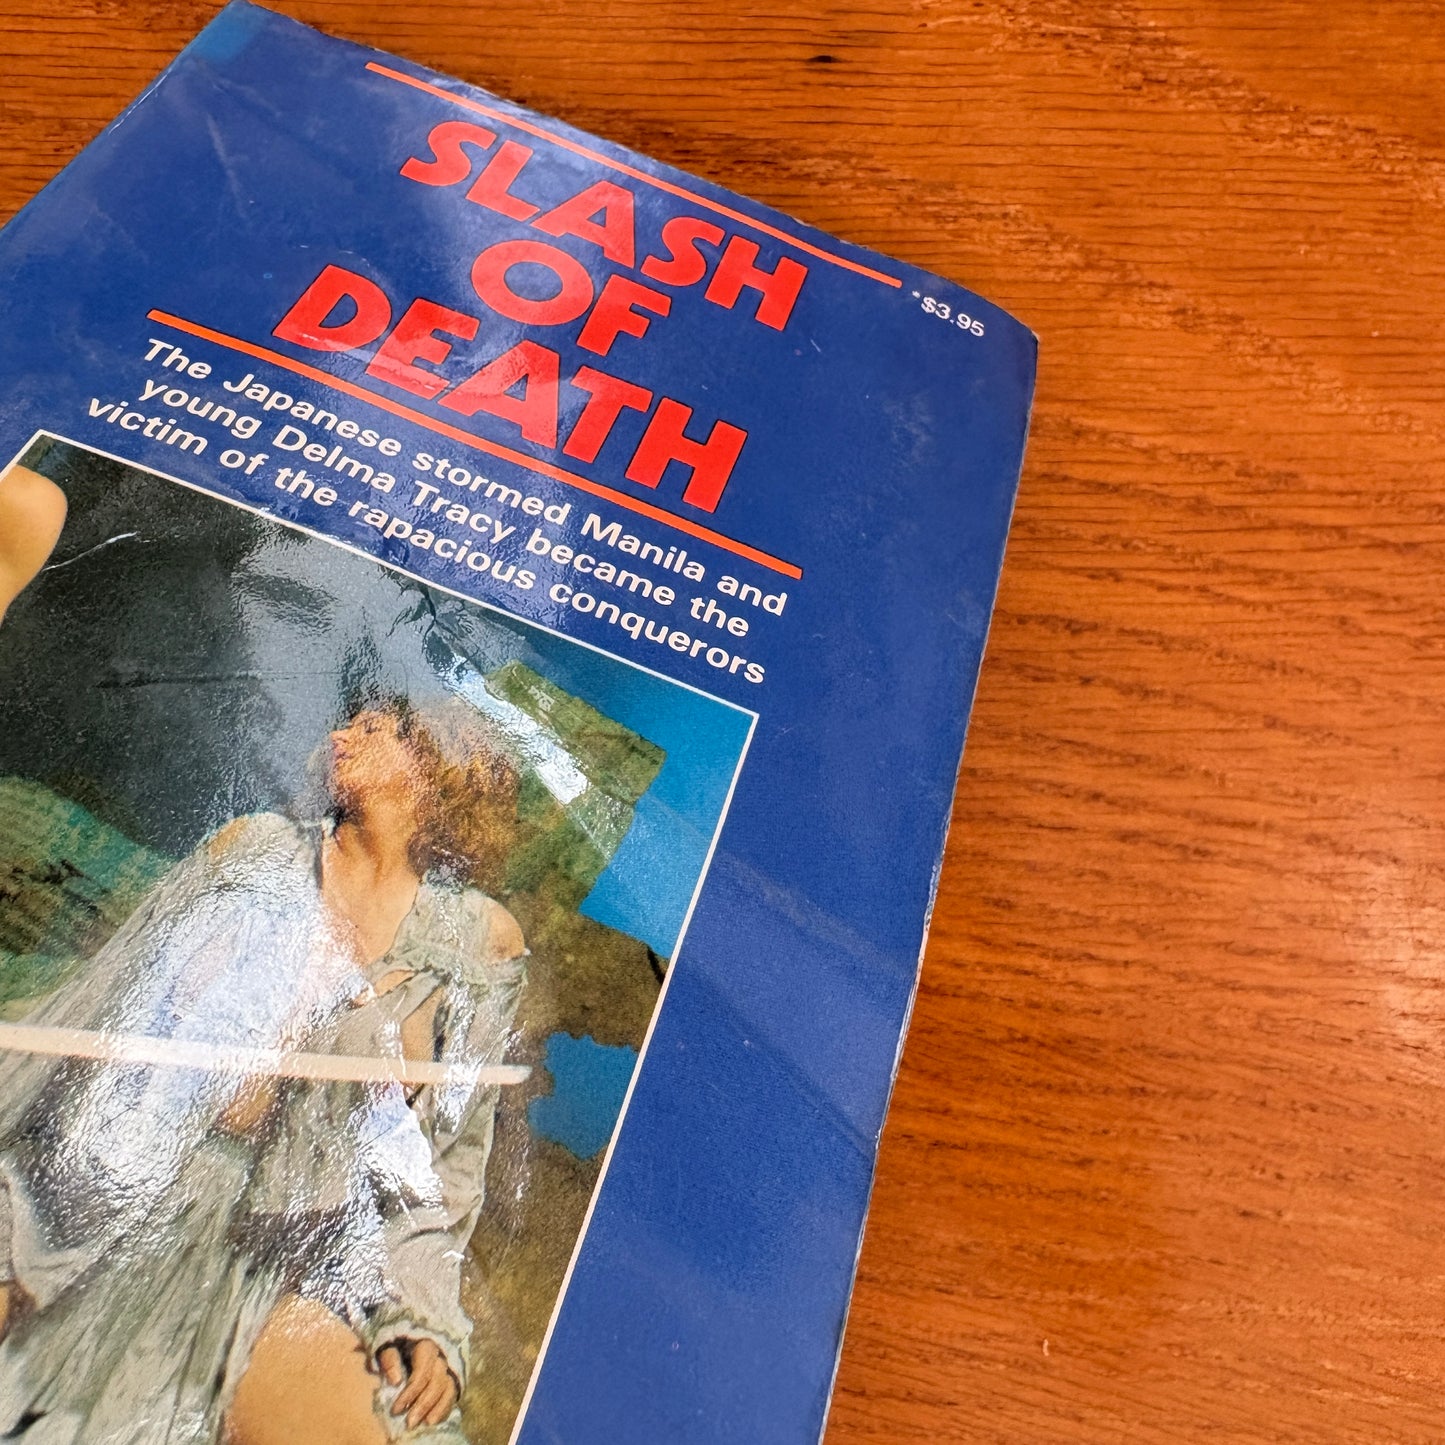 SLASH
OF
DEATH
*$3.95
The Japanese stormed Manila and
young Delma Tracy became the
victim of the rapacious conquerors